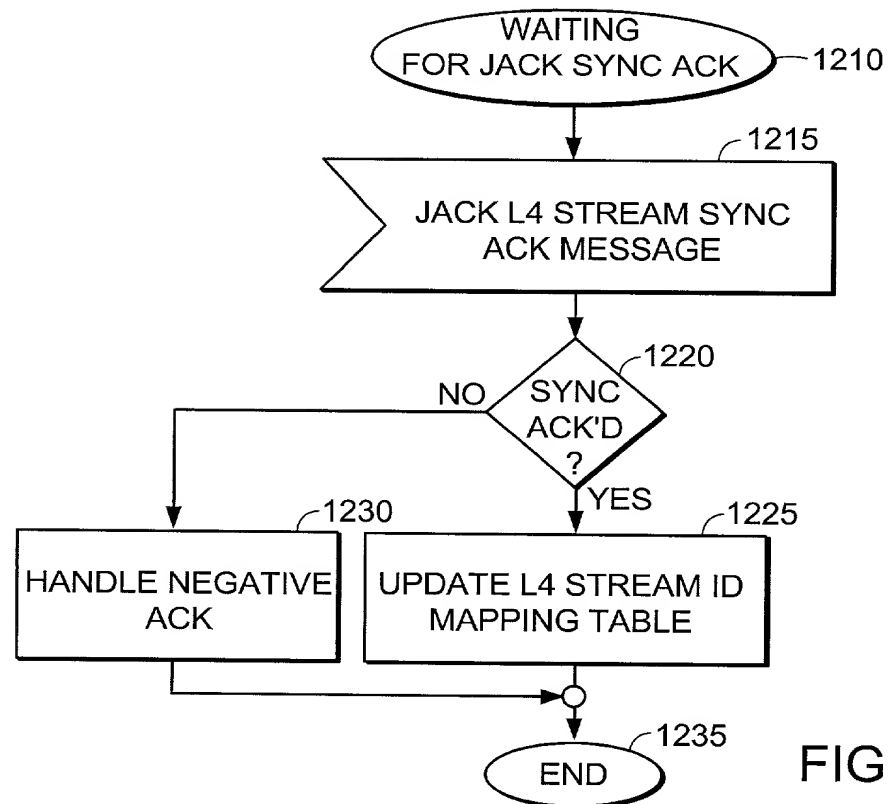 WAITING
FOR JACK SYNC ACK
1210
1215
JACK L4 STREAM SYNC
ACK MESSAGE
1220
SYNC
ACK'D
?
NO
YES
1230
HANDLE NEGATIVE
ACK
1225
UPDATE L4 STREAM ID
MAPPING TABLE
1235
END
FIG